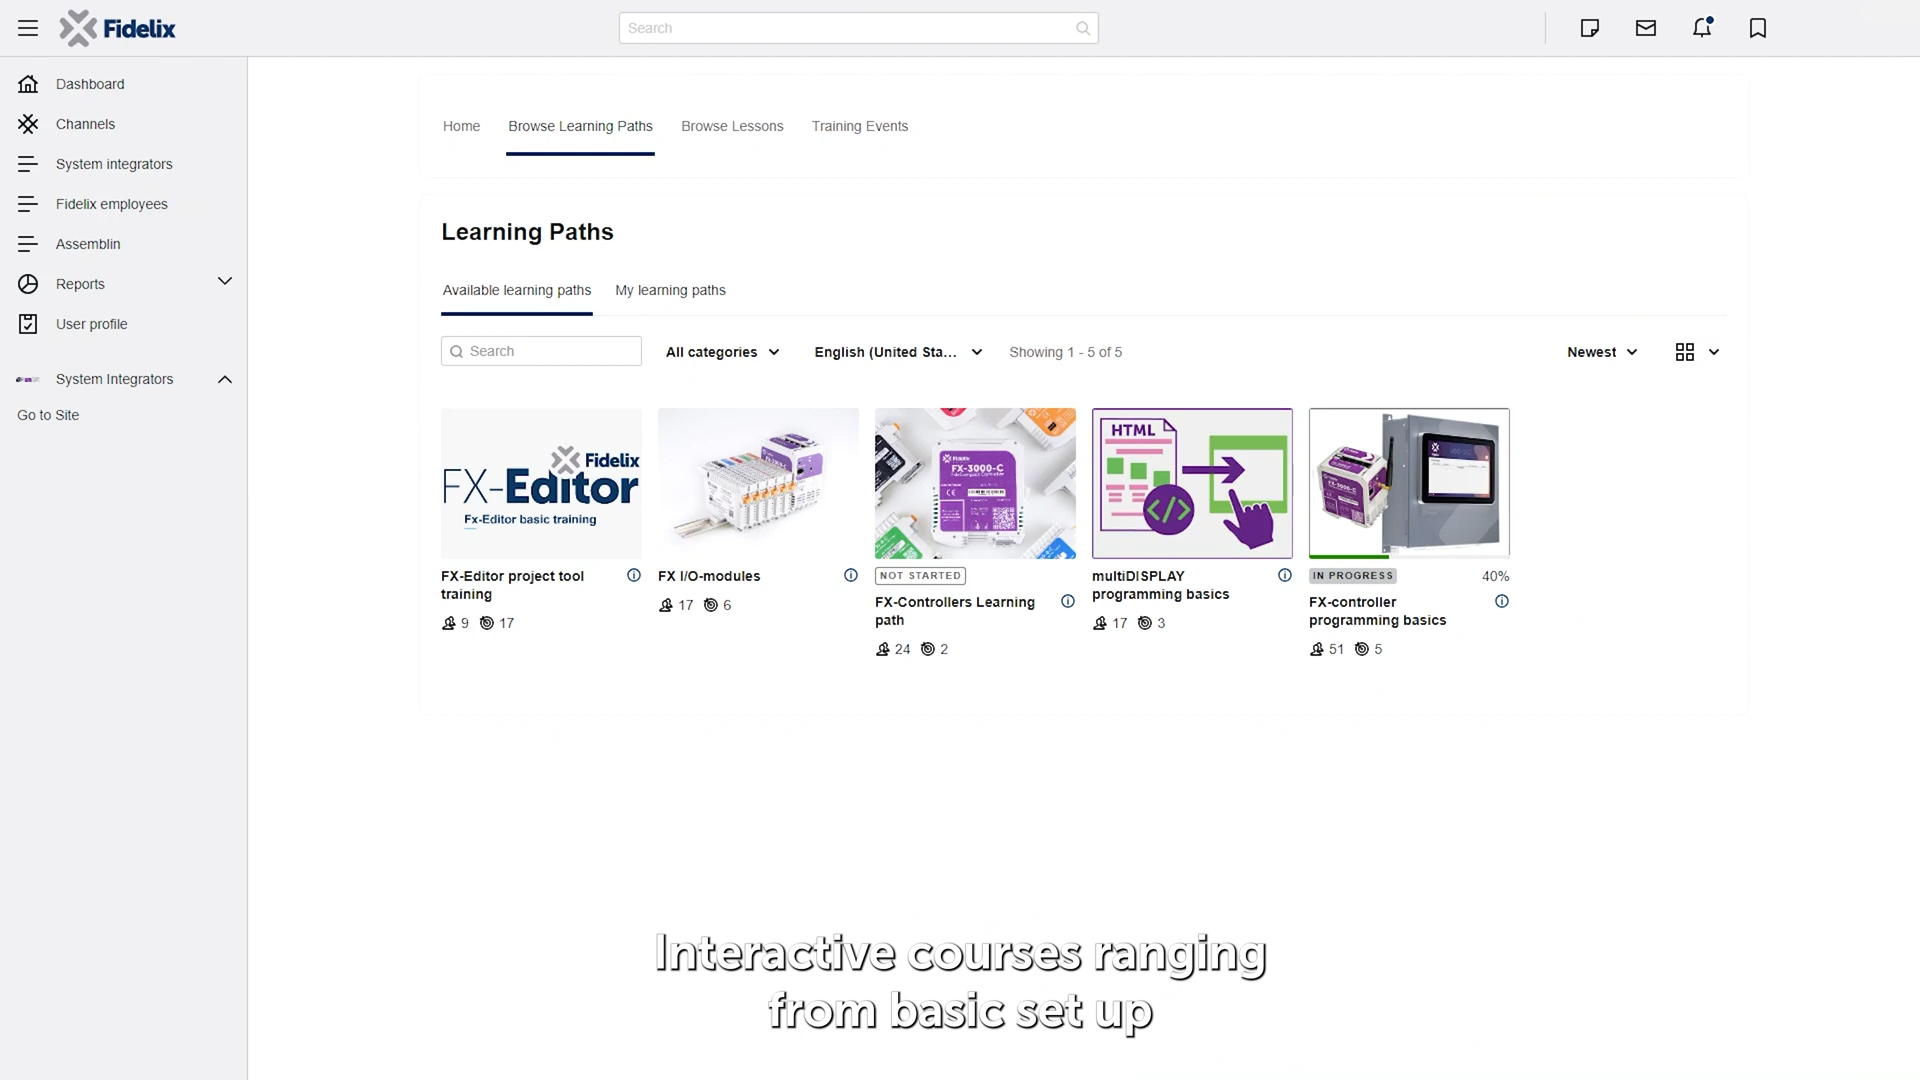 Fidelix
Search
Dashboard
Channels
System integrators
Fidelix employees
Assemblin
Reports
User profile
System Integrators
Go to Site
Home
Browse Learning Paths
Browse Lessons
Training Events
Learning Paths
Available learning paths
My learning paths
Search
All categories
English (United Sta...
Showing 1 - 5 of 5
Newest
Fidelix
FX-Editor
Fx-Editor basic training
FX-Editor project tool
training
9
17
FX I/O-modules
17
6
Fidelix
FX-3000-C
NOT STARTED
FX-Controllers Learning
path
24
2
HTML
</>
multiDISPLAY
programming basics
17
3
FX-3000-C
IN PROGRESS
40%
FX-controller
programming basics
51
5
Interactive courses ranging
from basic set up